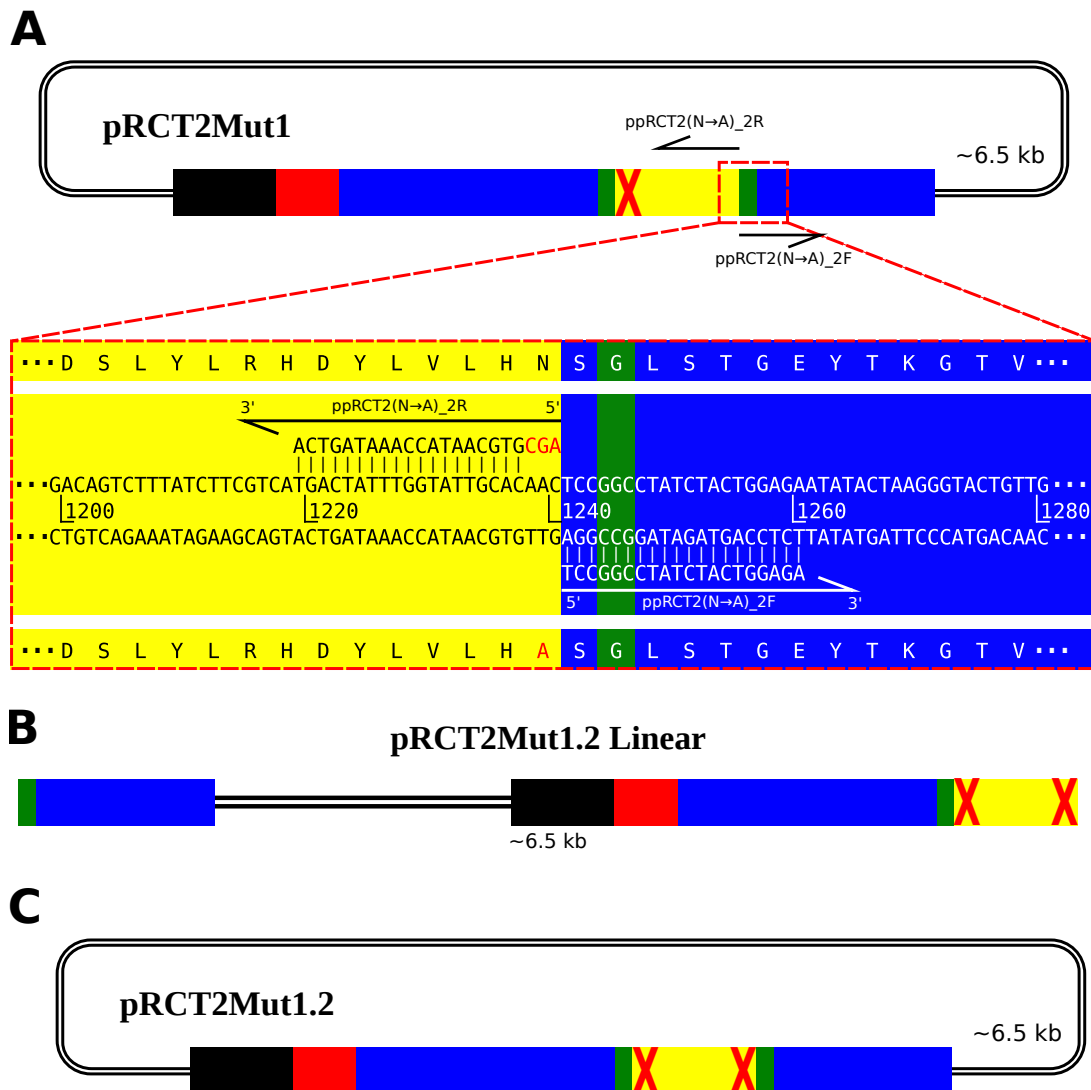 A
pRCT2Mut1
ppRCT2(N→A)_2R
~6.5 kb
ppRCT2(N→A)_2F
···D S L Y L R H D Y L V L H N S G L S T G E Y T K G T V···
3' ppRCT2(N→A)_2R 5'
ACTGATAAACCATAACGTGCGA
···GACAGTCTTTATCTTCGTCATGACTATTTGGTATTGCACAACTCCGGCCTATCTACTGGAGAATATACTAAGGGTACTGTTG···
1200 1220 1240 1260 1280
···CTGTCAGAAATAGAAGCAGTACTGATAAACCATAACGTGTTGAGGCCGGATAGATGACCTCTTATATGATTCCCATGACAAC···
TCCGGCCTATCTACTGGAGA
5' ppRCT2(N→A)_2F 3'
···D S L Y L R H D Y L V L H A S G L S T G E Y T K G T V···
B
pRCT2Mut1.2 Linear
~6.5 kb
C
pRCT2Mut1.2
~6.5 kb